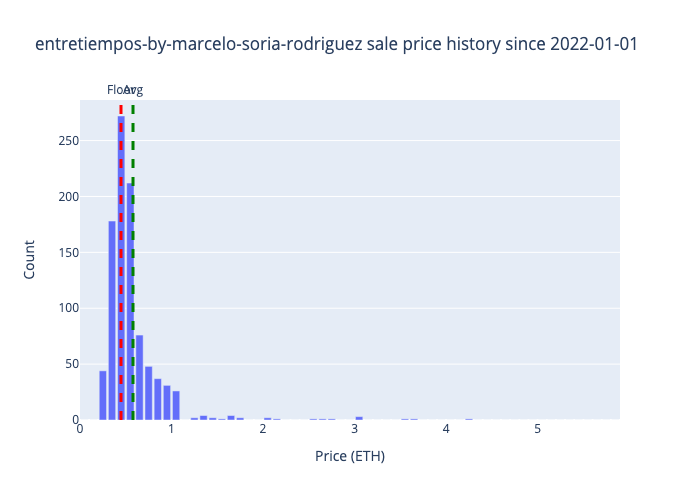 entretiempos-by-marcelo-soria-rodriguez sale price history since 2022-01-01
Floor
Avg
250
200
150
100
50
0
Count
0 1 2 3 4 5
Price (ETH)